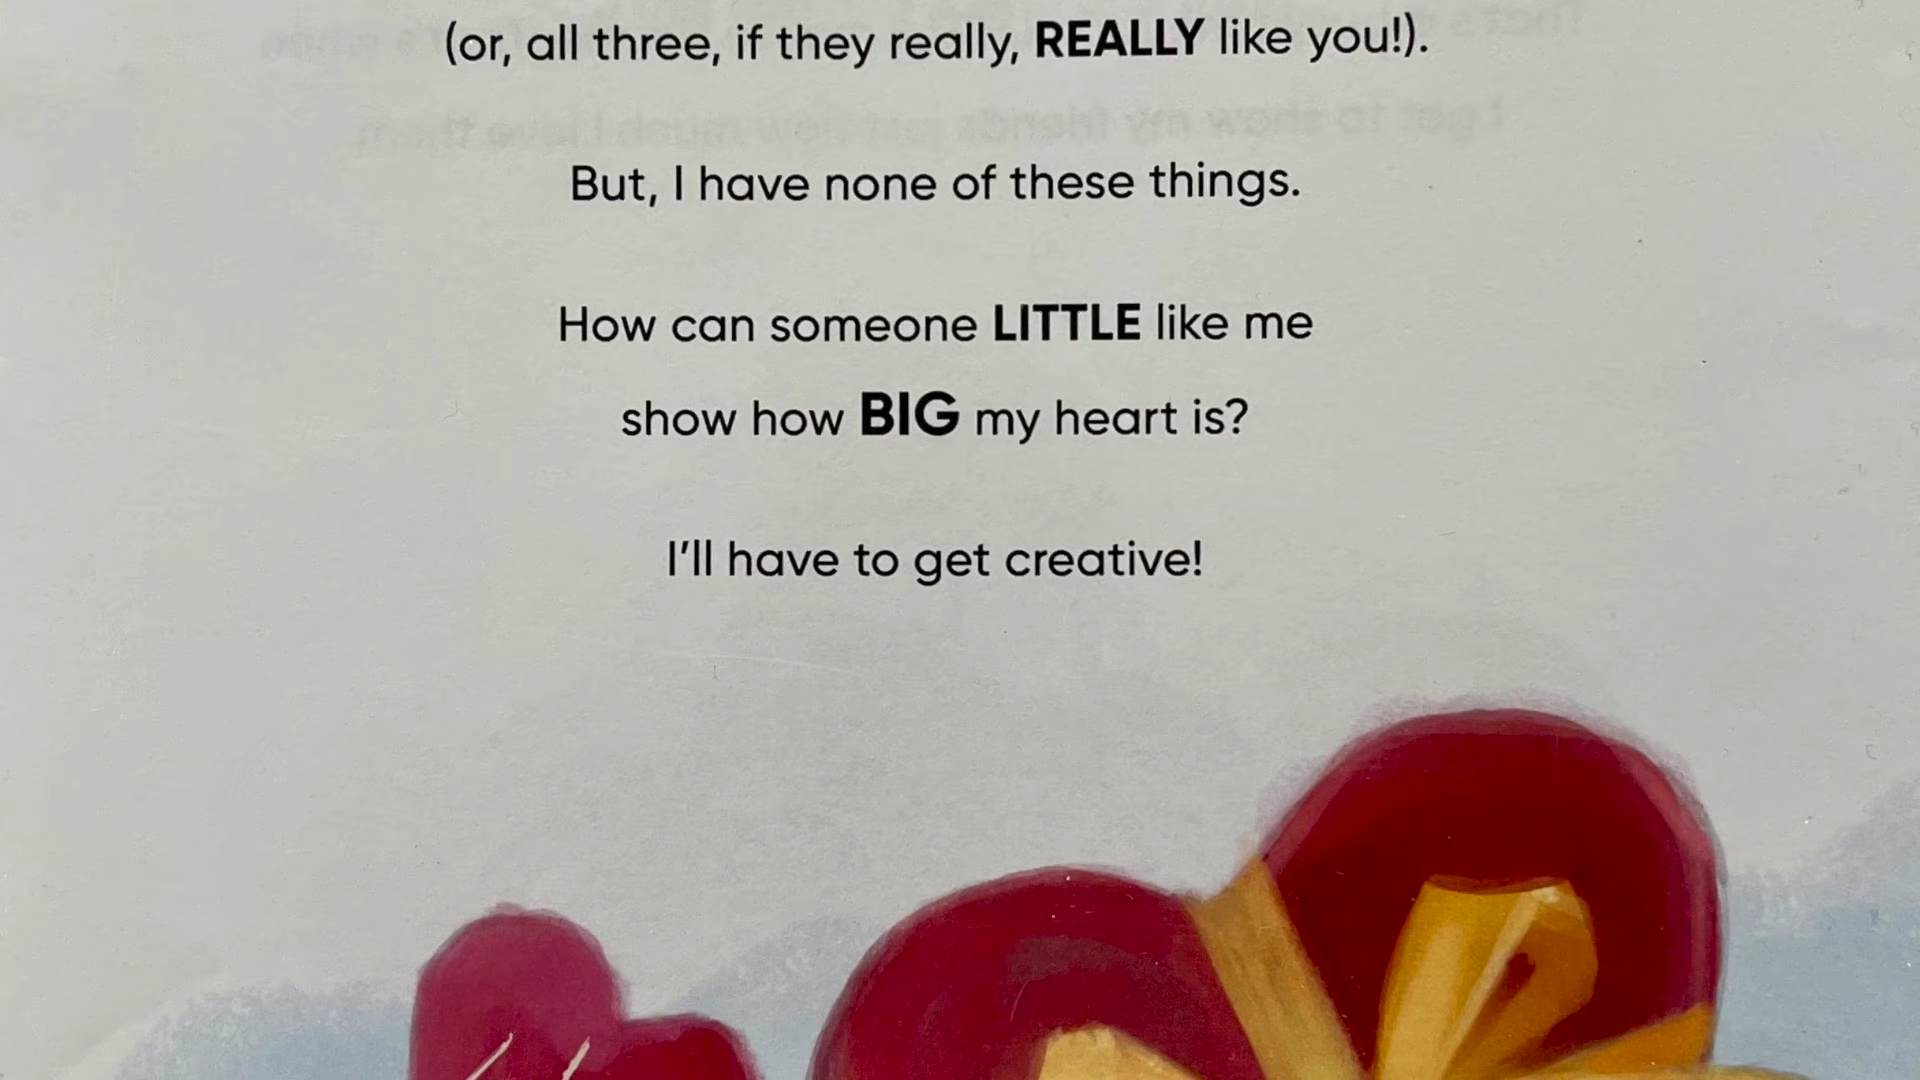 (or, all three, if they really, REALLY like you!).
But, I have none of these things.
How can someone LITTLE like me
show how BIG my heart is?
I'll have to get creative!